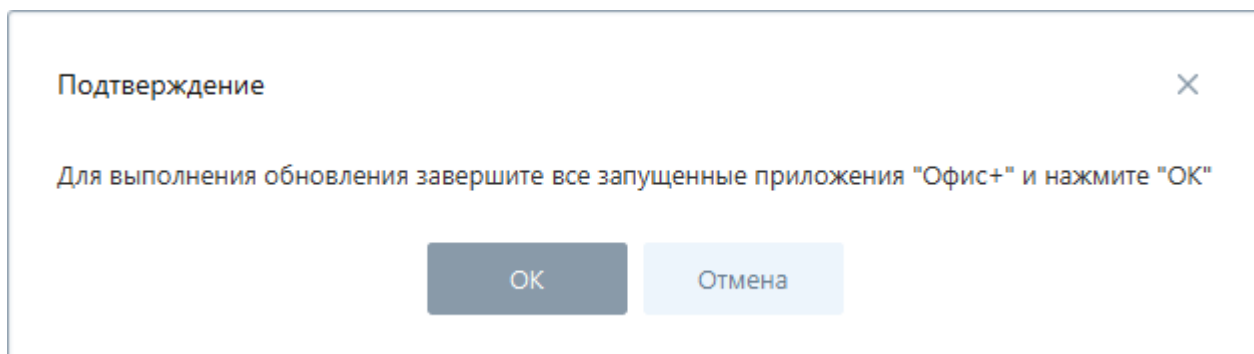 Подтверждение
Для выполнения обновления завершите все запущенные приложения "Офис+" и нажмите "ОК"
ОК
Отмена